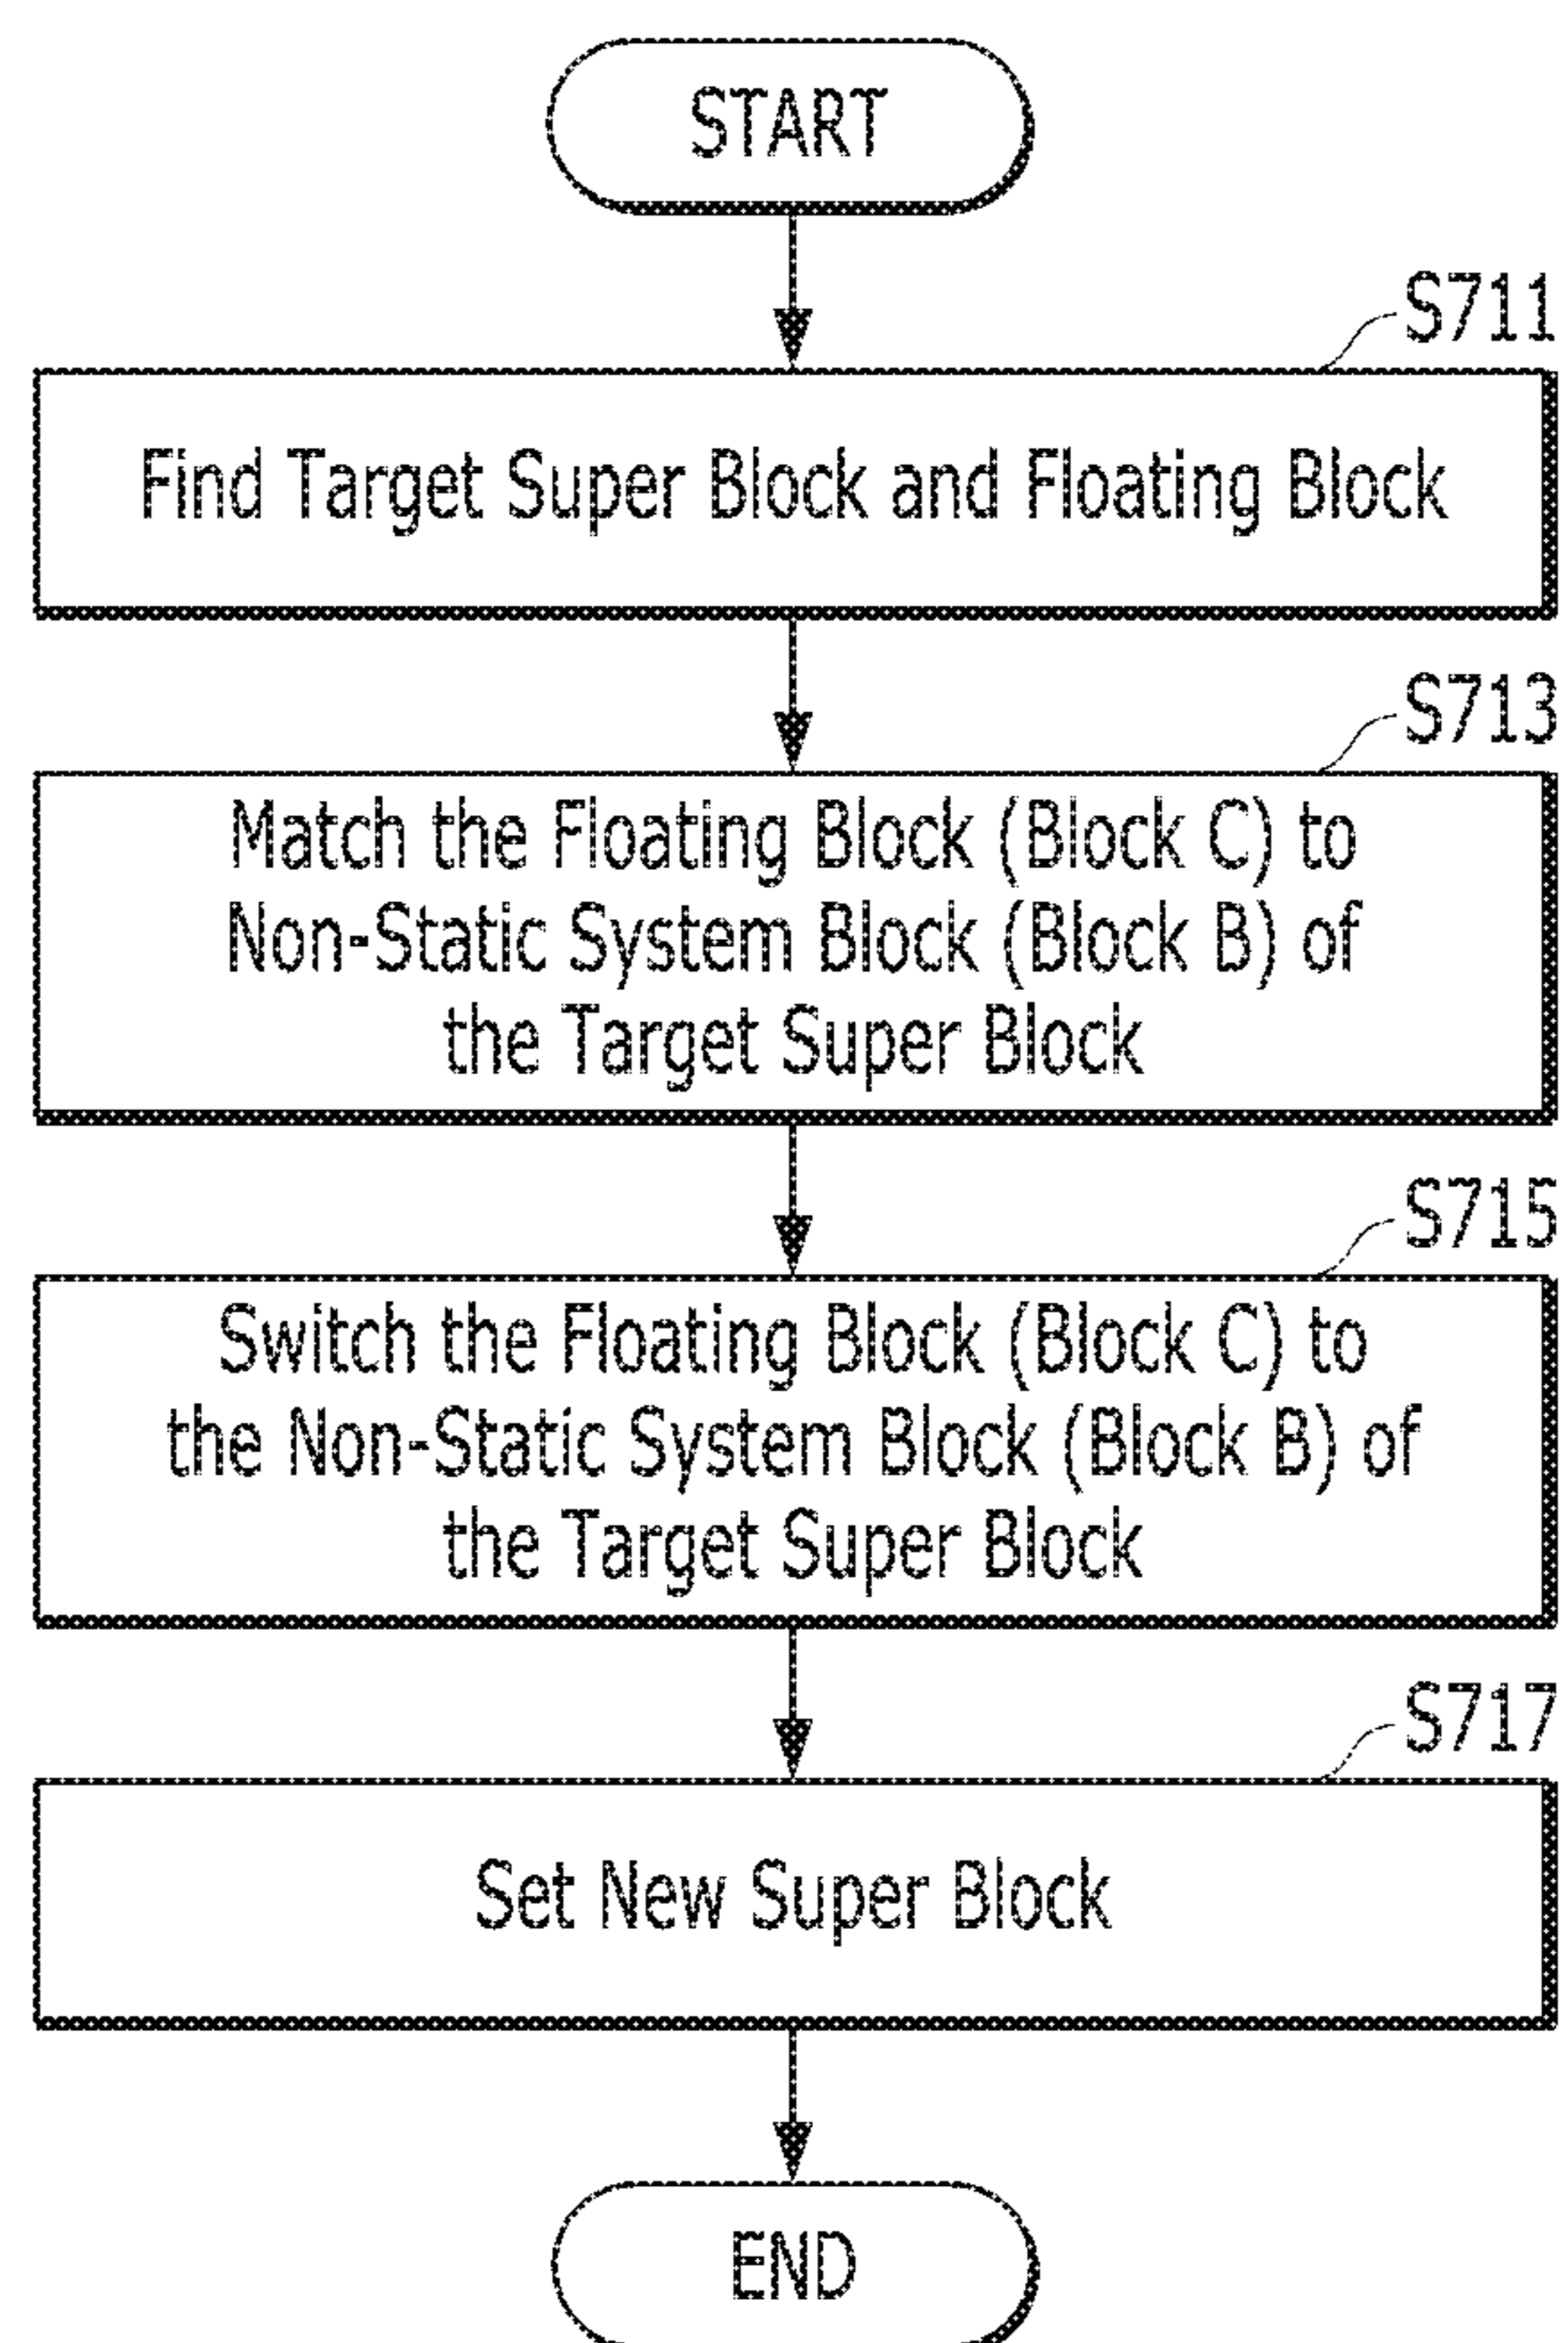 START
S711
Find Target Super Block and Floating Block
S713
Match the Floating Block (Block C) to
Non-Static System Block (Block B) of
the Target Super Block
S715
Switch the Floating Block (Block C) to
the Non-Static System Block (Block B) of
the Target Super Block
S717
Set New Super Block
END